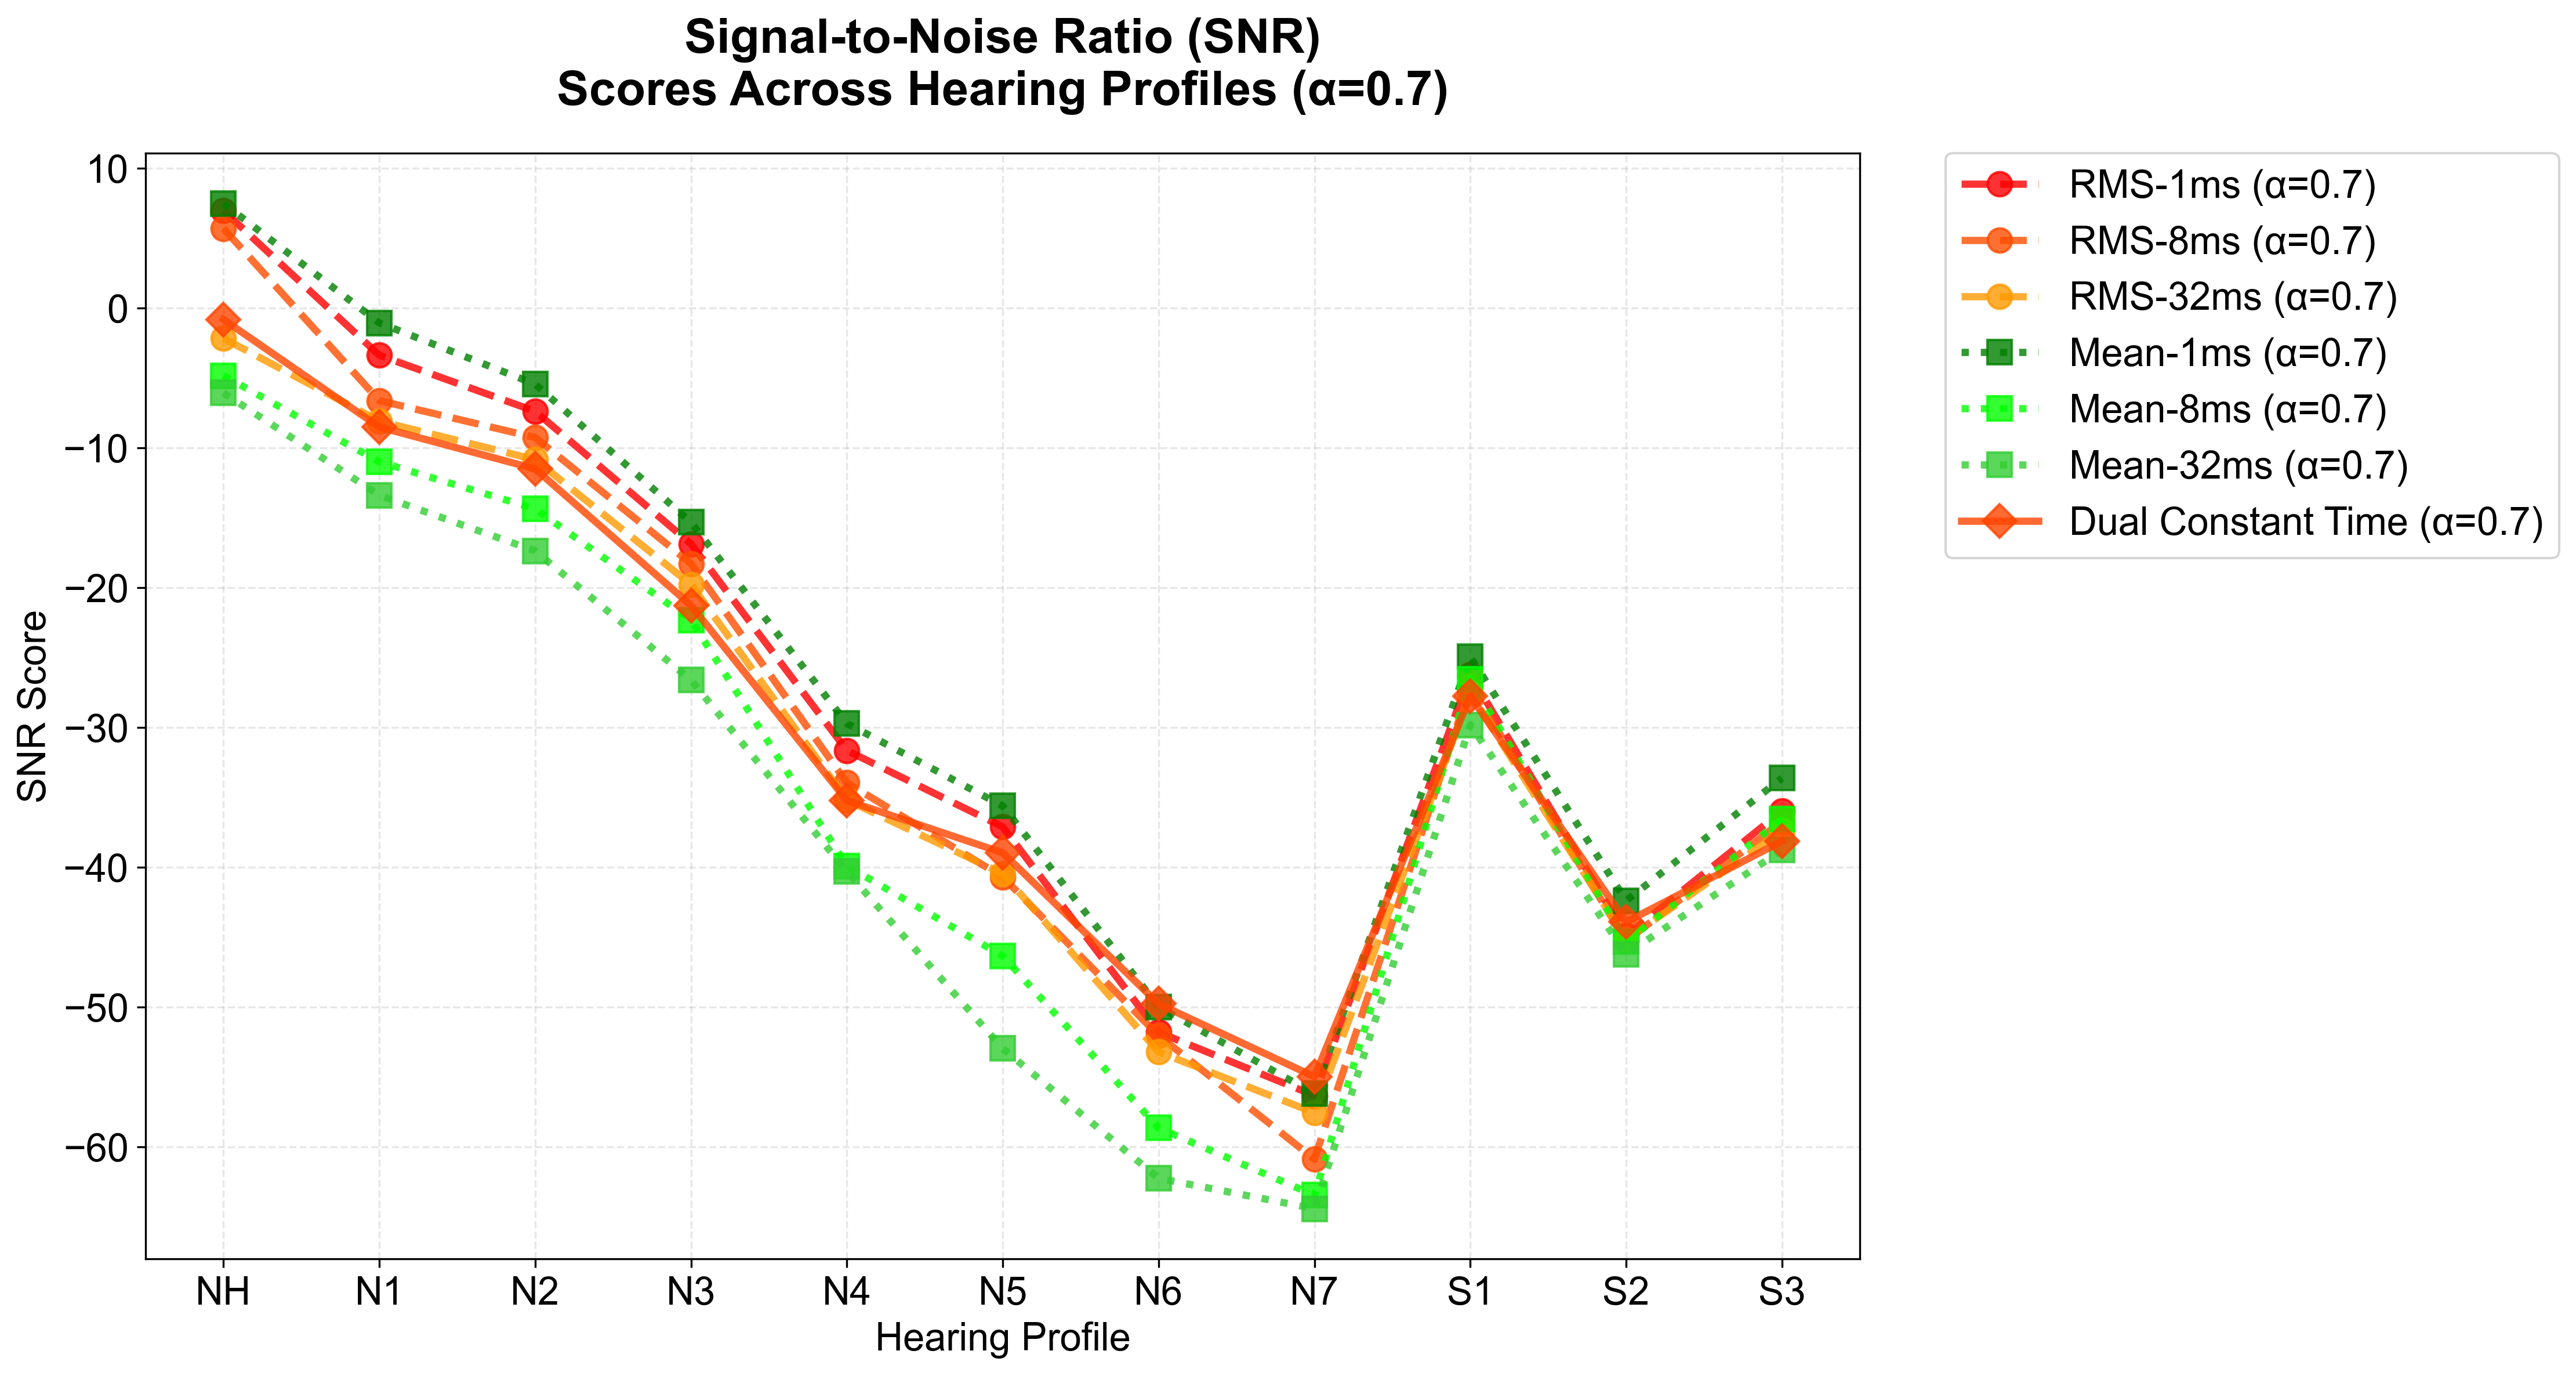 Signal-to-Noise Ratio (SNR)
Scores Across Hearing Profiles (α=0.7)
SNR Score
10
0
−10
−20
−30
−40
−50
−60
NH
N1
N2
N3
N4
N5
N6
N7
S1
S2
S3
Hearing Profile
RMS-1ms (α=0.7)
RMS-8ms (α=0.7)
RMS-32ms (α=0.7)
Mean-1ms (α=0.7)
Mean-8ms (α=0.7)
Mean-32ms (α=0.7)
Dual Constant Time (α=0.7)